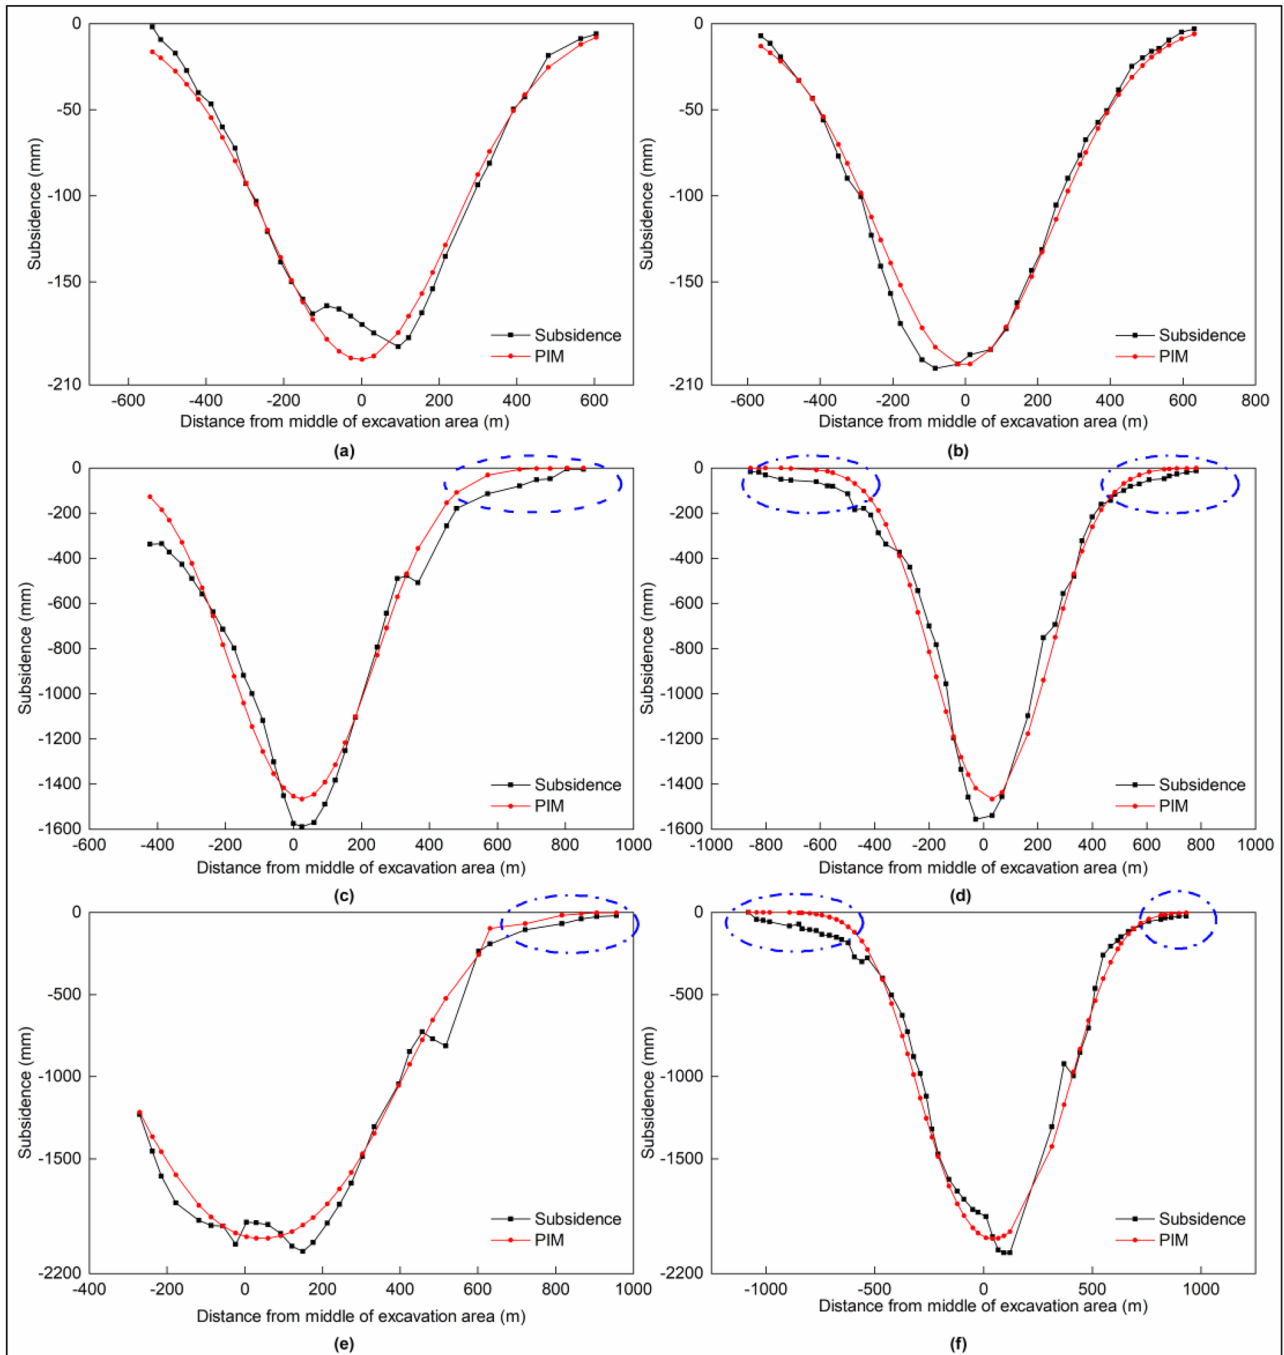 0
-50
-100
-150
-210
Subsidence (mm)
Subsidence
PIM
-600 -400 -200 0 200 400 600
Distance from middle of excavation area (m)
(a)
0
-50
-100
-150
-210
Subsidence (mm)
Subsidence
PIM
-600 -400 -200 0 200 400 600 800
Distance from middle of excavation area (m)
(b)
0
-200
-400
-600
-800
-1000
-1200
-1400
-1600
Subsidence (mm)
Subsidence
PIM
-600 -400 -200 0 200 400 600 800 1000
Distance from middle of excavation area (m)
(c)
0
-200
-400
-600
-800
-1000
-1200
-1400
-1600
Subsidence (mm)
Subsidence
PIM
-1000 -800 -600 -400 -200 0 200 400 600 800 1000
Distance from middle of excavation area (m)
(d)
0
-500
-1000
-1500
-2200
Subsidence (mm)
Subsidence
PIM
-400 -200 0 200 400 600 800 1000
Distance from middle of excavation area (m)
(e)
0
-500
-1000
-1500
-2200
Subsidence (mm)
Subsidence
PIM
-1000 -500 0 500 1000
Distance from middle of excavation area (m)
(f)